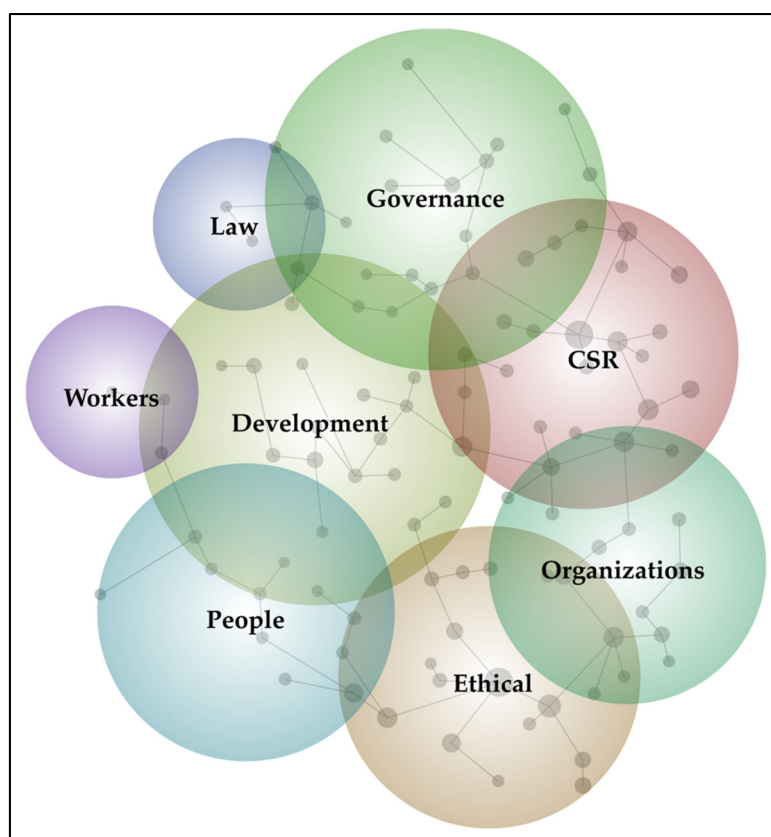 Governance
Law
CSR
Workers
Development
Organizations
People
Ethical